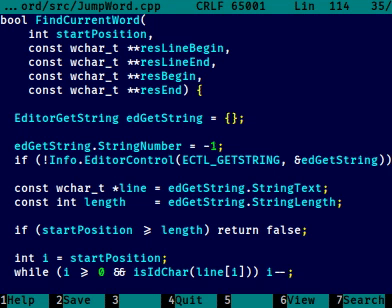 ...ord/src/JumpWord.cpp CRLF 65001 Lin 114 35/
bool FindCurrentWord(
int startPosition,
const wchar_t **resLineBegin,
const wchar_t **resLineEnd,
const wchar_t **resBegin,
const wchar_t **resEnd) {
EditorGetString edGetString = {};
edGetString.StringNumber = -1;
if (!Info.EditorControl(ECTL_GETSTRING, &edGetString))
const wchar_t *line = edGetString.StringText;
const int length = edGetString.StringLength;
if (startPosition >= length) return false;
int i = startPosition;
while (i >= 0 && isIdChar(line[i])) i--;
1Help 2Save 3 4Quit 5 6View 7Search